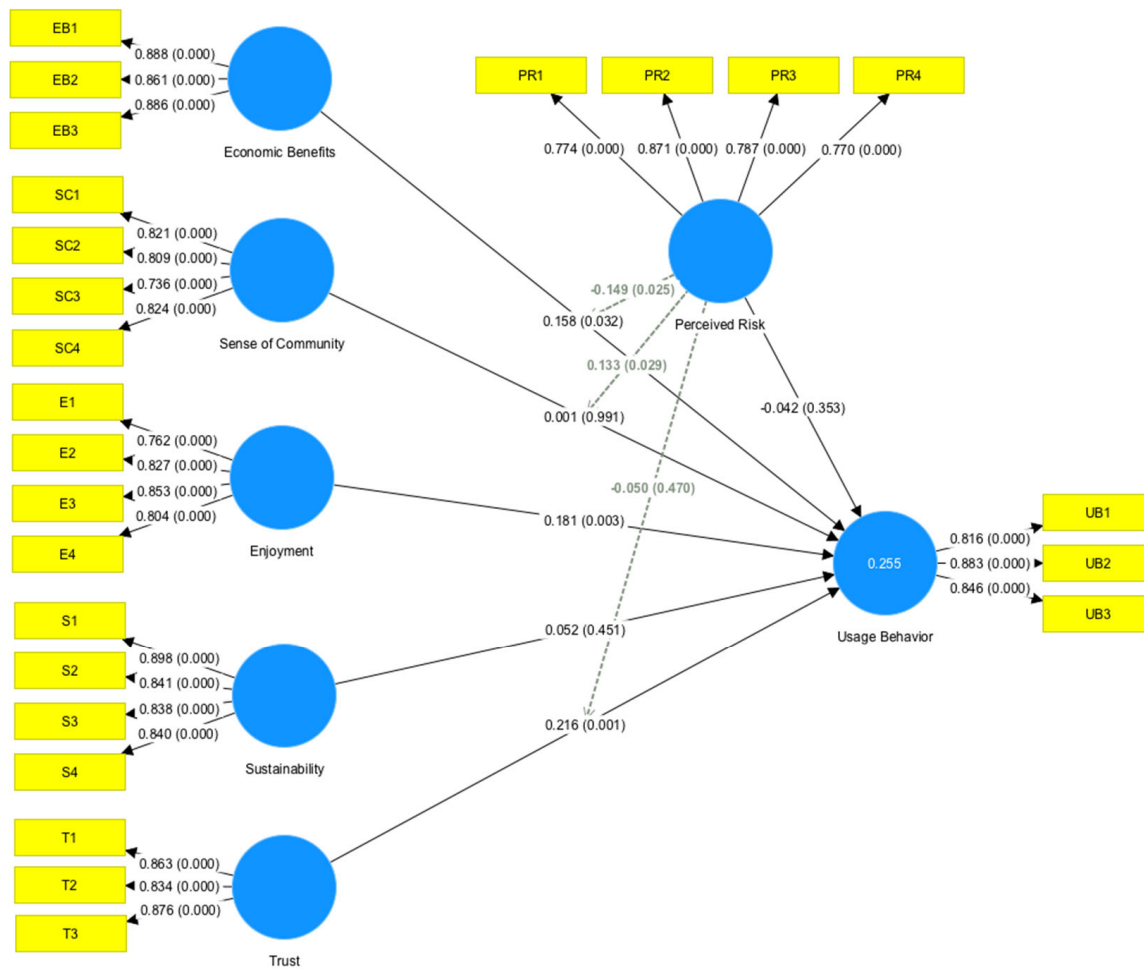 EB1
0.888 (0.000)
EB2
0.861 (0.000)
EB3
0.886 (0.000)
Economic Benefits
PR1
PR2
PR3
PR4
0.774 (0.000)
0.871 (0.000)
0.787 (0.000)
0.770 (0.000)
Perceived Risk
SC1
0.821 (0.000)
SC2
0.809 (0.000)
SC3
0.736 (0.000)
SC4
0.824 (0.000)
Sense of Community
-0.149 (0.025)
0.158 (0.032)
0.133 (0.029)
0.001 (0.991)
-0.042 (0.353)
E1
0.762 (0.000)
E2
0.827 (0.000)
E3
0.853 (0.000)
E4
0.804 (0.000)
Enjoyment
-0.050 (0.470)
0.181 (0.003)
0.255
Usage Behavior
UB1
0.816 (0.000)
UB2
0.883 (0.000)
UB3
0.846 (0.000)
S1
0.898 (0.000)
S2
0.841 (0.000)
S3
0.838 (0.000)
S4
0.840 (0.000)
Sustainability
0.052 (0.451)
0.216 (0.001)
T1
0.863 (0.000)
T2
0.834 (0.000)
T3
0.876 (0.000)
Trust